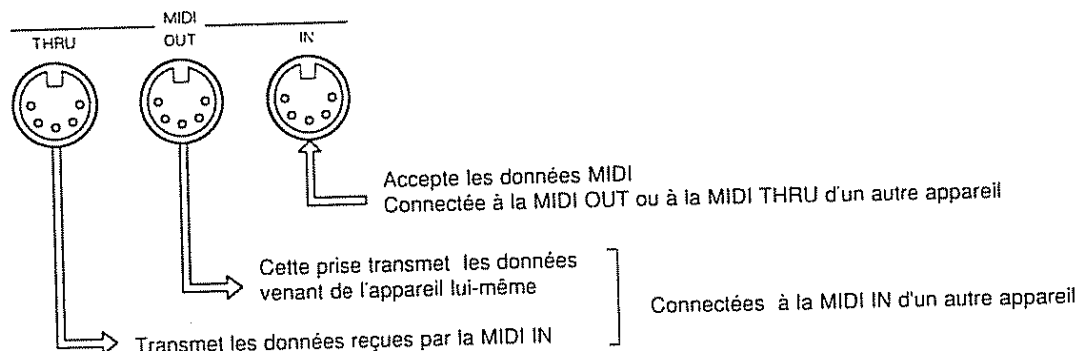 MIDI
THRU OUT IN
Accepte les données MIDI
Connectée à la MIDI OUT ou à la MIDI THRU d'un autre appareil
Cette prise transmet les données
venant de l'appareil lui-même
Connectées à la MIDI IN d'un autre appareil
Transmet les données reçues par la MIDI IN